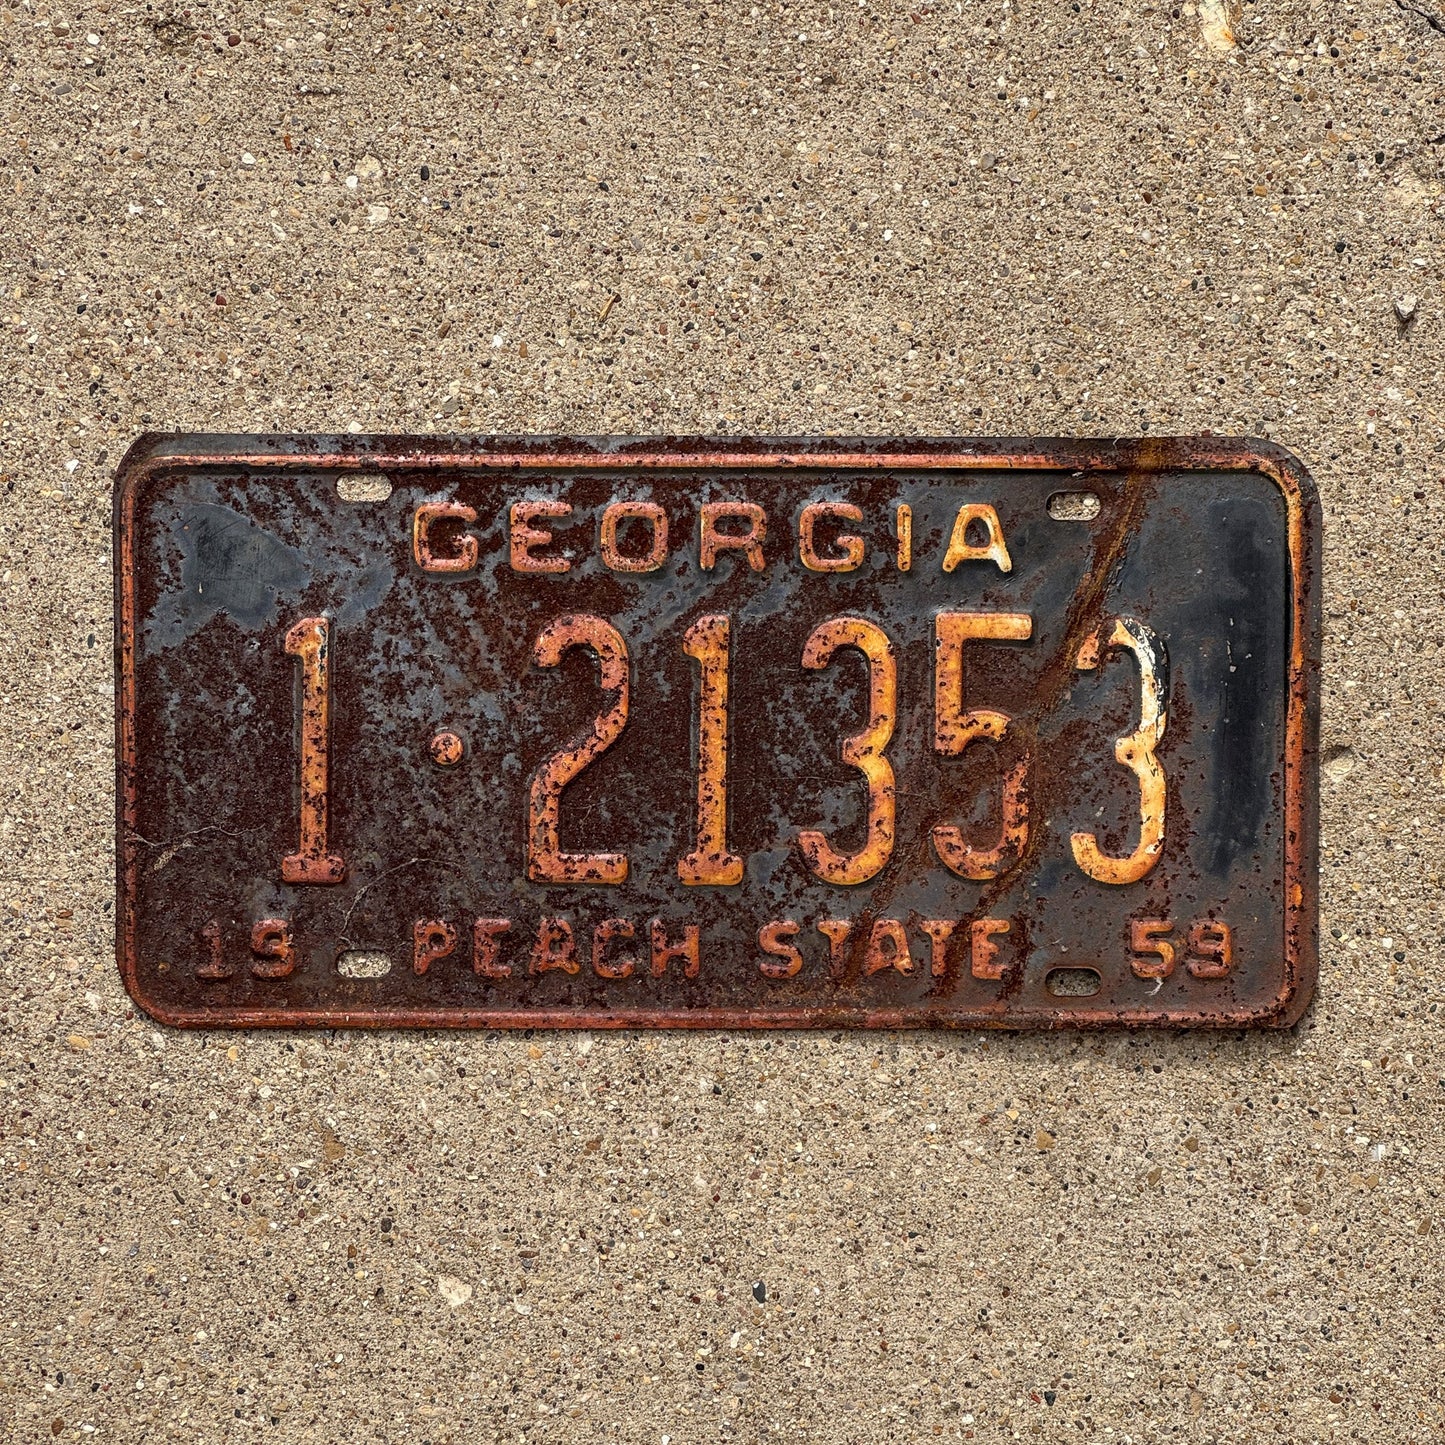 GEORGIA
1·21353
19 PEACH STATE 59